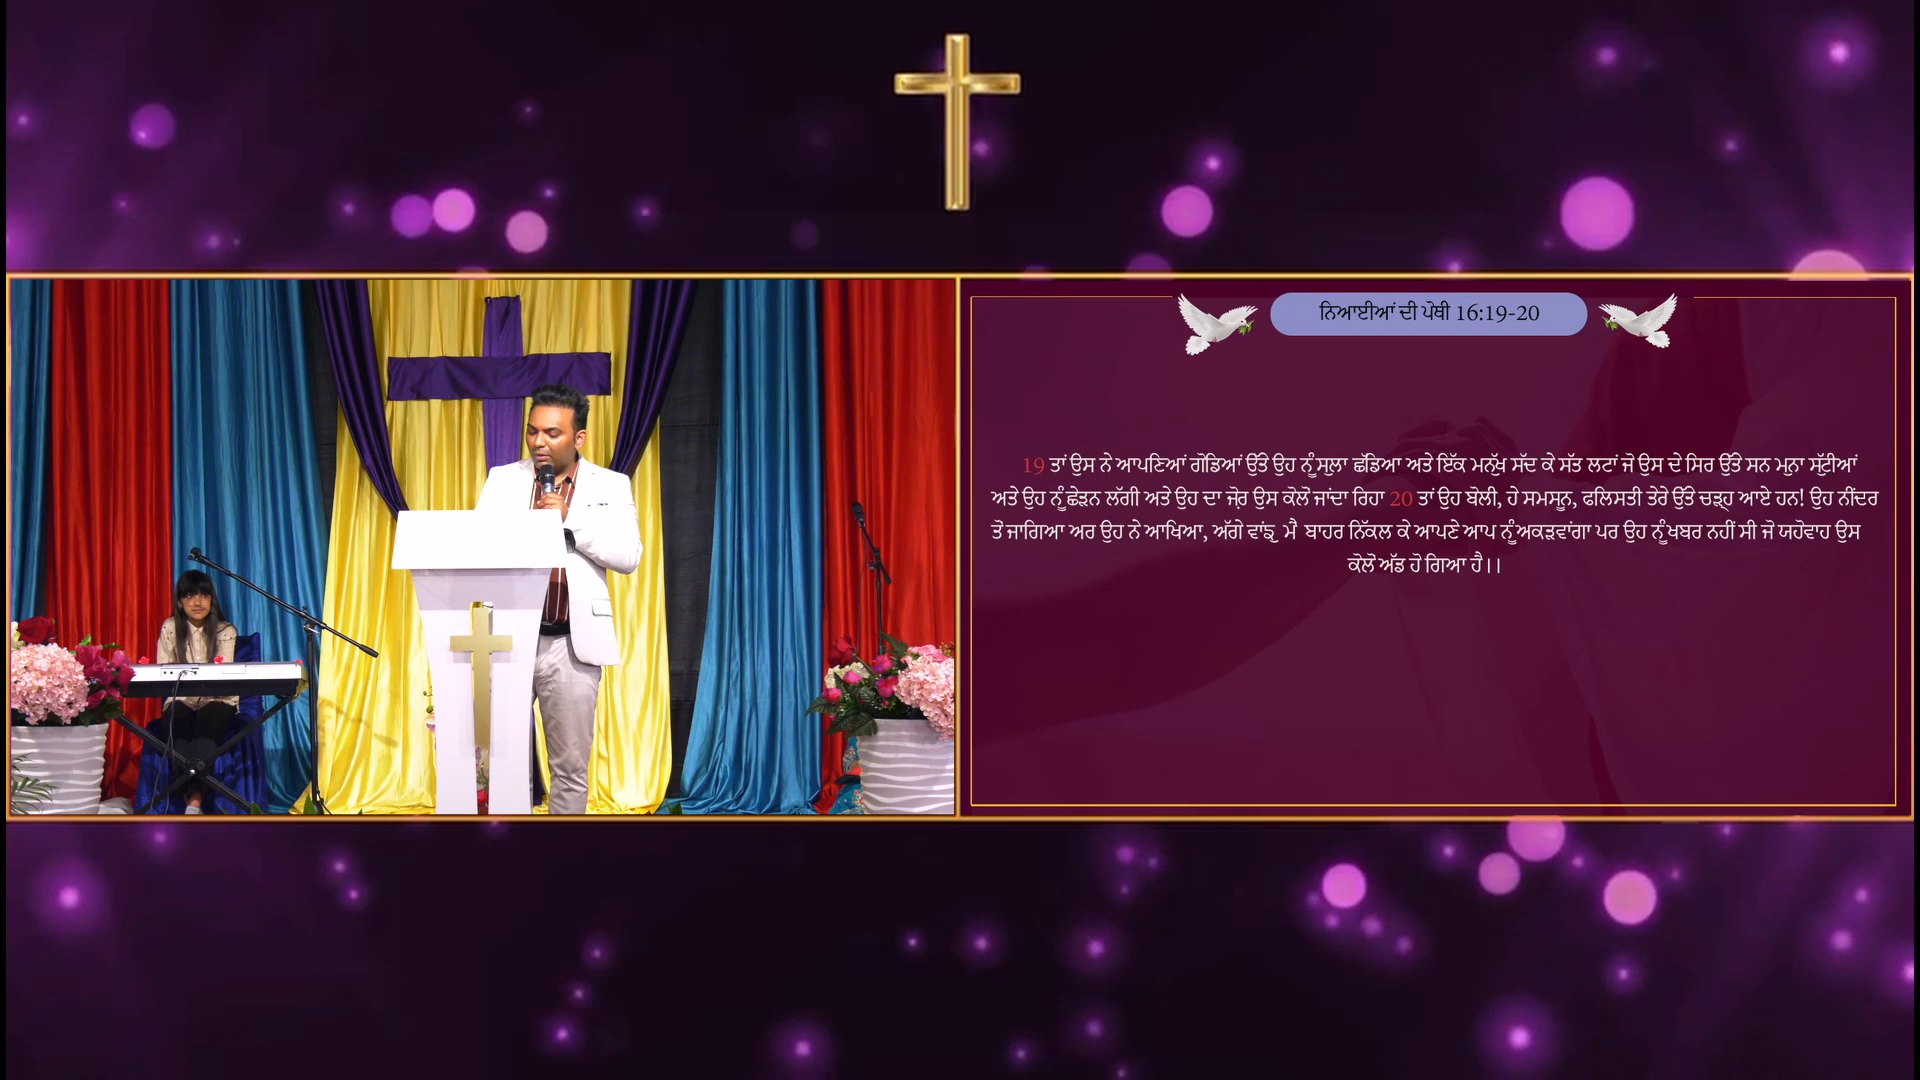 ਨਿਆਈਆਂ ਦੀ ਪੋਥੀ 16:19-20
19 ਤਾਂ ਉਸ ਨੇ ਆਪਣਿਆਂ ਗੋਡਿਆਂ ਉੱਤੇ ਉਹ ਨੂੰ ਸੁਲਾ ਛੱਡਿਆ ਅਤੇ ਇੱਕ ਮਨੁੱਖ ਸੱਦ ਕੇ ਸੱਤ ਲਟਾਂ ਜੋ ਉਸ ਦੇ ਸਿਰ ਉੱਤੇ ਸਨ ਮੁਨਾ ਸੁੱਟੀਆਂ
ਅਤੇ ਉਹ ਨੂੰ ਛੇੜਨ ਲੱਗੀ ਅਤੇ ਉਹ ਦਾ ਜ਼ੋਰ ਉਸ ਕੋਲੋਂ ਜਾਂਦਾ ਰਿਹਾ 20 ਤਾਂ ਉਹ ਬੋਲੀ, ਹੇ ਸਮਸੂਨ, ਫਲਿਸਤੀ ਤੇਰੇ ਉੱਤੇ ਚੜ੍ਹ ਆਏ ਹਨ! ਉਹ ਨੀਂਦਰ
ਤੋਂ ਜਾਗਿਆ ਅਰ ਉਹ ਨੇ ਆਖਿਆ, ਅੱਗੇ ਵਾਂਙੁ ਮੈਂ ਬਾਹਰ ਨਿੱਕਲ ਕੇ ਆਪਣੇ ਆਪ ਨੂੰ ਅਕੜਵਾਂਗਾ ਪਰ ਉਹ ਨੂੰ ਖਬਰ ਨਹੀਂ ਸੀ ਜੋ ਯਹੋਵਾਹ ਉਸ
ਕੋਲੋਂ ਅੱਡ ਹੋ ਗਿਆ ਹੈ।।